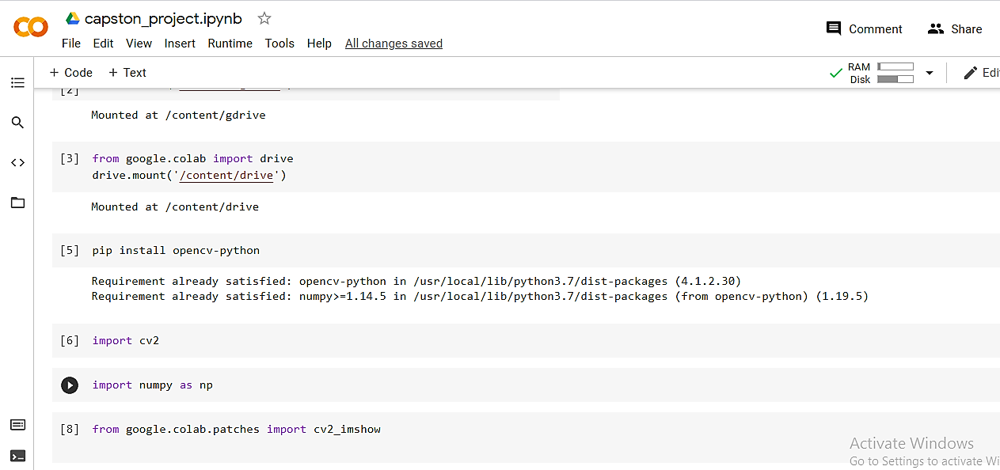 capston_project.ipynb
File Edit View Insert Runtime Tools Help All changes saved
Comment Share
+ Code + Text
RAM
Disk
Edi
[2]
Mounted at /content/gdrive
[3] from google.colab import drive
drive.mount('/content/drive')
Mounted at /content/drive
[5] pip install opencv-python
Requirement already satisfied: opencv-python in /usr/local/lib/python3.7/dist-packages (4.1.2.30)
Requirement already satisfied: numpy>=1.14.5 in /usr/local/lib/python3.7/dist-packages (from opencv-python) (1.19.5)
[6] import cv2
import numpy as np
[8] from google.colab.patches import cv2_imshow
Activate Windows
Go to Settings to activate Wi